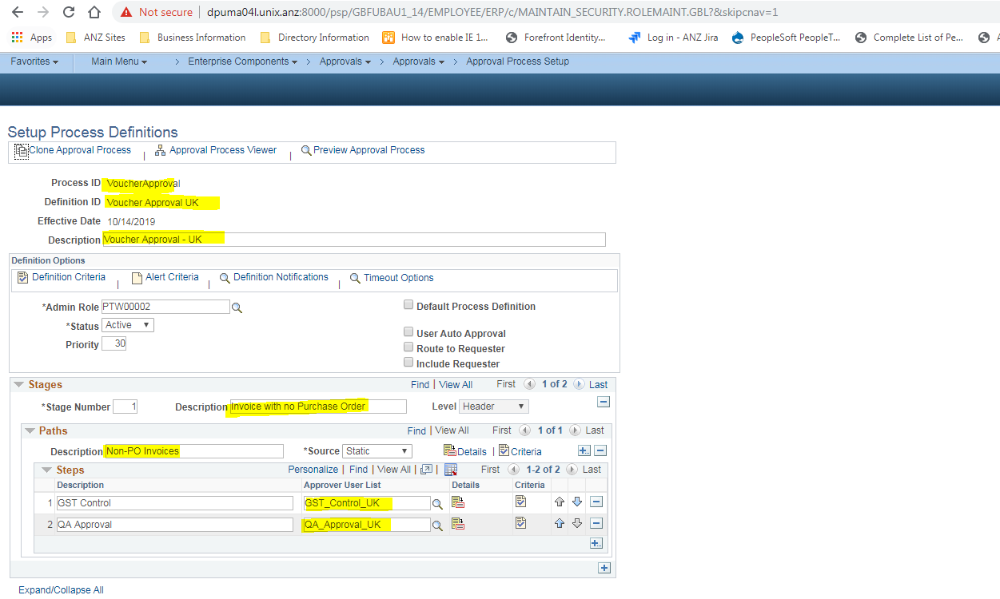 Not secure | dpuma04l.unix.anz:8000/psp/GBFUBAU1_14/EMPLOYEE/ERP/c/MAINTAIN_SECURITY.ROLEMAINT.GBL?&skipcnav=1
Apps ANZ Sites Business Information Directory Information How to enable IE 1... Forefront Identity... Log in - ANZ Jira PeopleSoft PeopleT... Complete List of Pe...
Favorites Main Menu > Enterprise Components > Approvals > Approvals > Approval Process Setup
Setup Process Definitions
Clone Approval Process | Approval Process Viewer | Preview Approval Process
Process ID VoucherApproval
Definition ID Voucher Approval UK
Effective Date 10/14/2019
Description Voucher Approval - UK
Definition Options
Definition Criteria | Alert Criteria | Definition Notifications | Timeout Options
*Admin Role PTW00002 Default Process Definition
*Status Active
User Auto Approval
Priority 30
Route to Requester
Include Requester
Stages Find | View All First 1 of 2 Last
*Stage Number 1 Description Invoice with no Purchase Order Level Header
Paths Find | View All First 1 of 1 Last
Description Non-PO Invoices *Source Static Details | Criteria
Steps Personalize | Find | View All | | First 1-2 of 2 Last
Description Approver User List Details Criteria
1 GST Control GST_Control_UK
2 QA Approval QA_Approval_UK
Expand/Collapse All